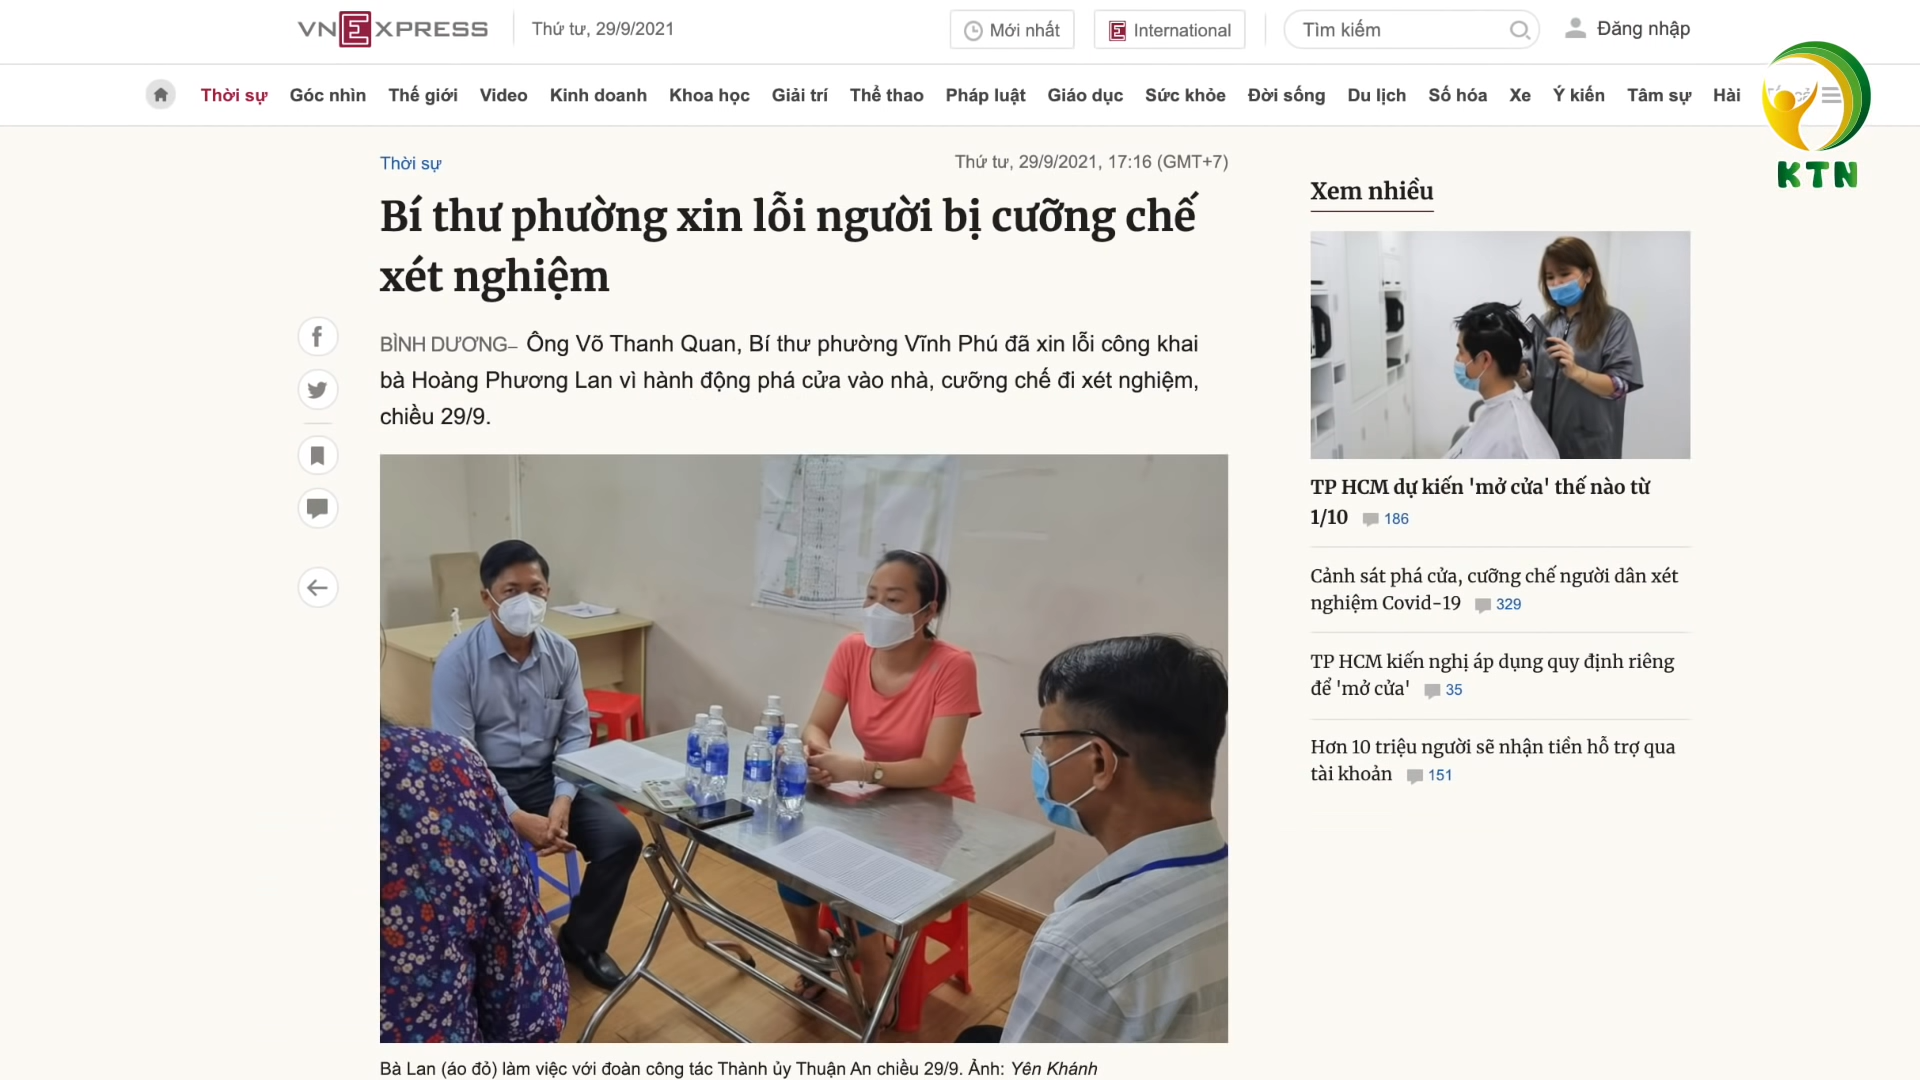 VNEXPRESS
Thứ tư, 29/9/2021
Mới nhất
International
Tìm kiếm
Đăng nhập
Thời sự Góc nhìn Thế giới Video Kinh doanh Khoa học Giải trí Thể thao Pháp luật Giáo dục Sức khỏe Đời sống Du lịch Số hóa Xe Ý kiến Tâm sự Hài
KTN
Thời sự
Thứ tư, 29/9/2021, 17:16 (GMT+7)
Bí thư phường xin lỗi người bị cưỡng chế
xét nghiệm
BÌNH DƯƠNG– Ông Võ Thanh Quan, Bí thư phường Vĩnh Phú đã xin lỗi công khai
bà Hoàng Phương Lan vì hành động phá cửa vào nhà, cưỡng chế đi xét nghiệm,
chiều 29/9.
Bà Lan (áo đỏ) làm việc với đoàn công tác Thành ủy Thuận An chiều 29/9. Ảnh: Yên Khánh
Xem nhiều
TP HCM dự kiến 'mở cửa' thế nào từ
1/10 186
Cảnh sát phá cửa, cưỡng chế người dân xét
nghiệm Covid-19 329
TP HCM kiến nghị áp dụng quy định riêng
để 'mở cửa' 35
Hơn 10 triệu người sẽ nhận tiền hỗ trợ qua
tài khoản 151